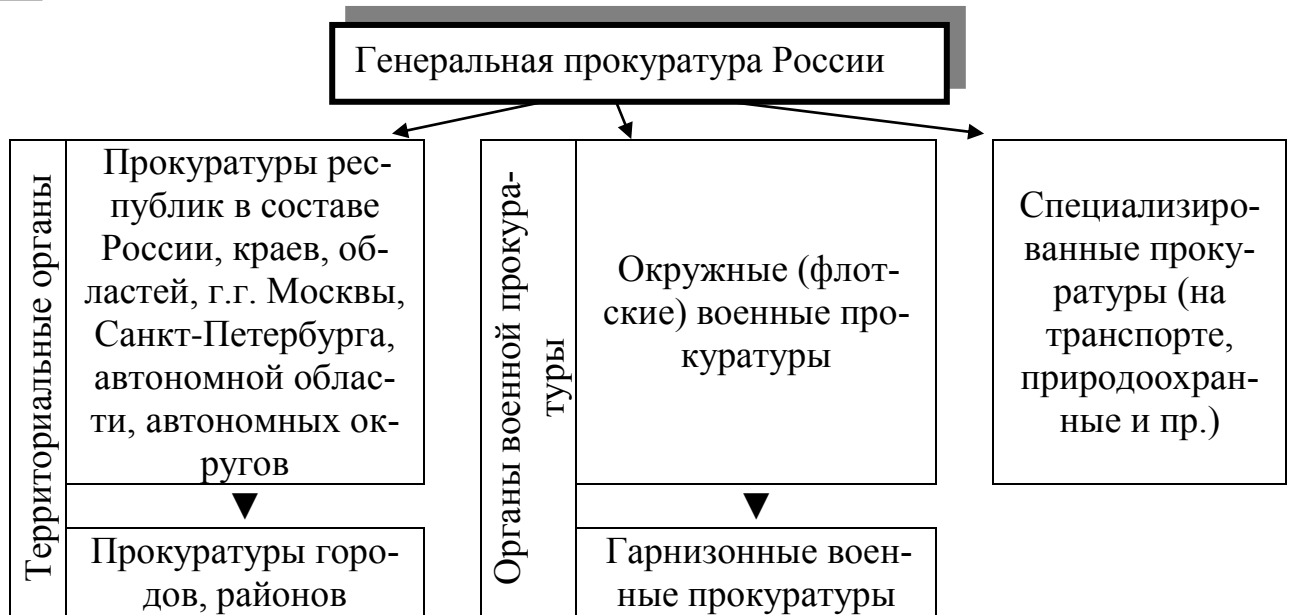 Генеральная прокуратура России
Территориальные органы
Прокуратуры рес-
публик в составе
России, краев, об-
ластей, г.г. Москвы,
Санкт-Петербурга,
автономной облас-
ти, автономных ок-
ругов
Прокуратуры горо-
дов, районов
Органы военной прокура-
туры
Окружные (флот-
ские) военные про-
куратуры
Гарнизонные воен-
ные прокуратуры
Специализиро-
ванные проку-
ратуры (на
транспорте,
природоохран-
ные и пр.)